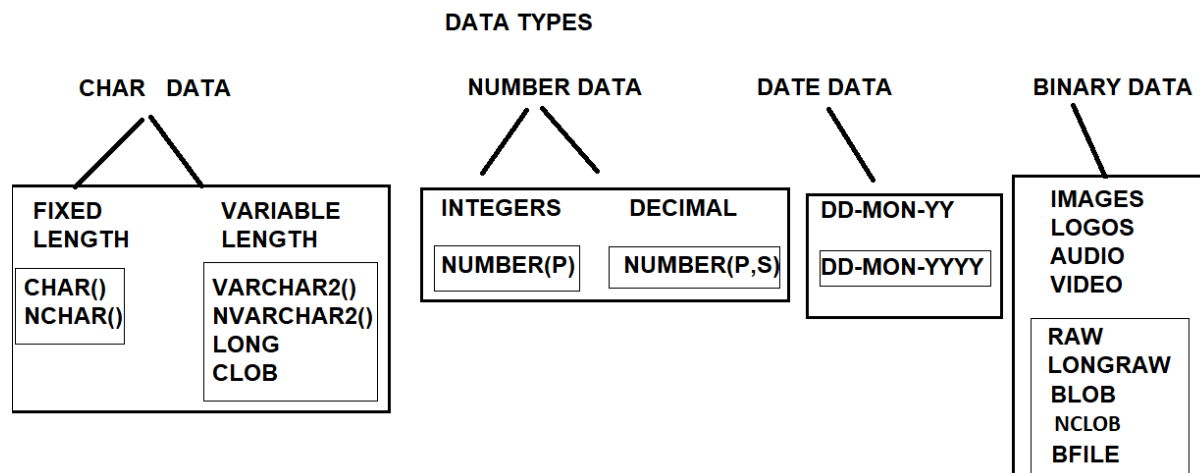 DATA TYPES
CHAR DATA
NUMBER DATA
DATE DATA
BINARY DATA
FIXED
LENGTH
VARIABLE
LENGTH
CHAR()
NCHAR()
VARCHAR2()
NVARCHAR2()
LONG
CLOB
INTEGERS
DECIMAL
NUMBER(P)
NUMBER(P,S)
DD-MON-YY
DD-MON-YYYY
IMAGES
LOGOS
AUDIO
VIDEO
RAW
LONGRAW
BLOB
NCLOB
BFILE